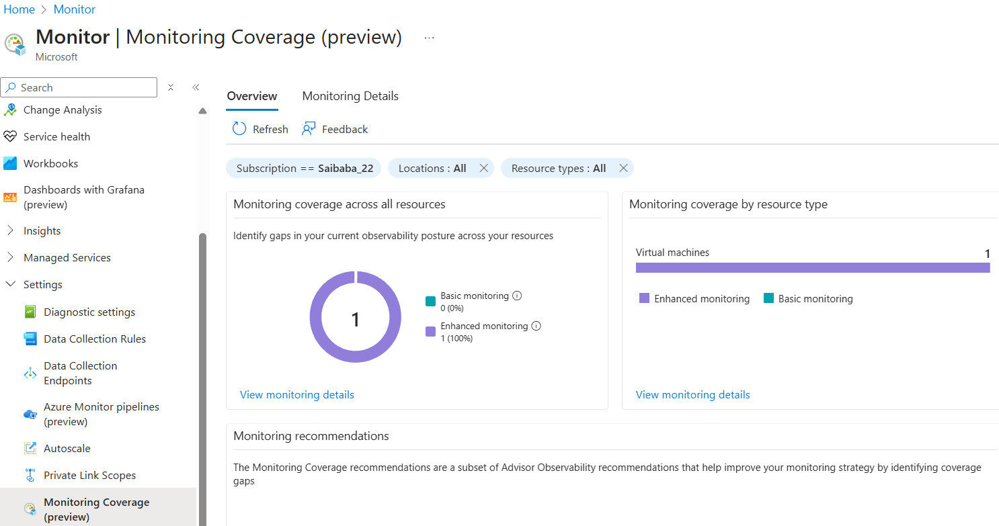 Home > Monitor
Monitor | Monitoring Coverage (preview) ...
Microsoft
Search
Change Analysis
Service health
Workbooks
Dashboards with Grafana
(preview)
Insights
Managed Services
Settings
Diagnostic settings
Data Collection Rules
Data Collection
Endpoints
Azure Monitor pipelines
(preview)
Autoscale
Private Link Scopes
Monitoring Coverage
(preview)
Overview Monitoring Details
Refresh Feedback
Subscription == Saibaba_22 Locations : All Resource types : All
Monitoring coverage across all resources
Identify gaps in your current observability posture across your resources
1
Basic monitoring
0 (0%)
Enhanced monitoring
1 (100%)
View monitoring details
Monitoring coverage by resource type
Virtual machines 1
Enhanced monitoring Basic monitoring
View monitoring details
Monitoring recommendations
The Monitoring Coverage recommendations are a subset of Advisor Observability recommendations that help improve your monitoring strategy by identifying coverage
gaps